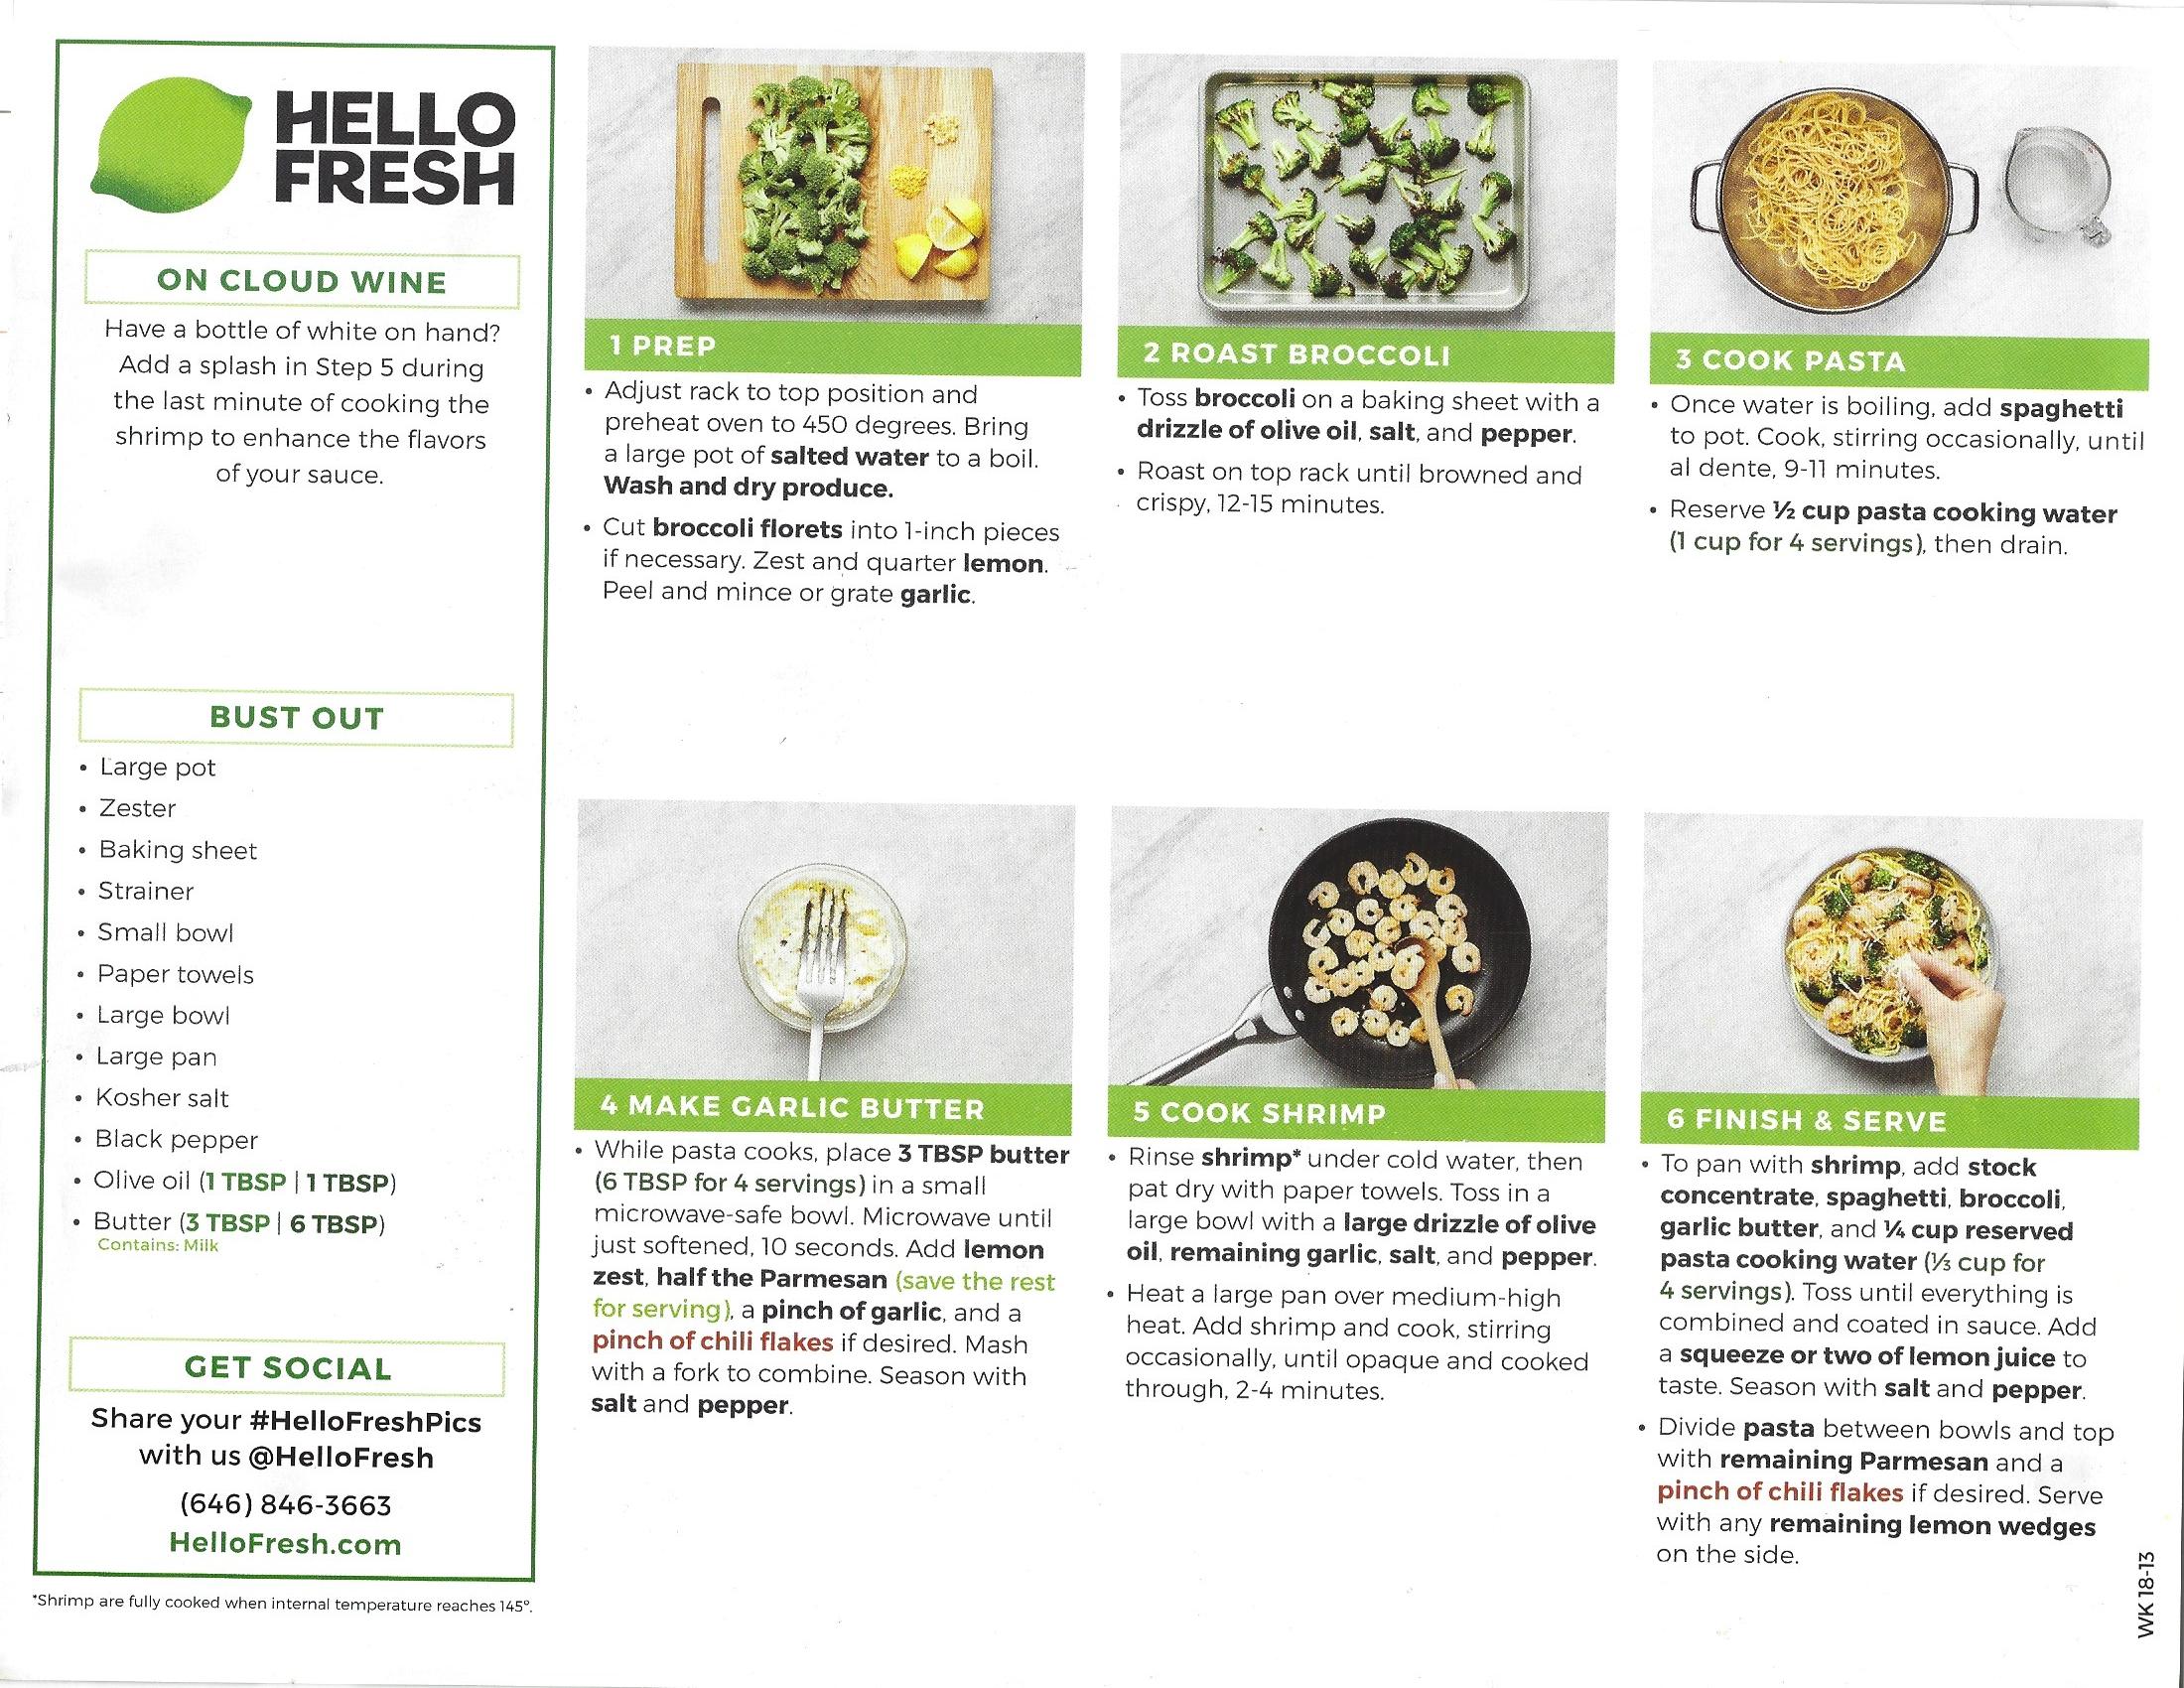 HELLO
FRESH
ON CLOUD WINE
Have a bottle of white on hand?
Add a splash in Step 5 during
the last minute of cooking the
shrimp to enhance the flavors
of your sauce.
BUST OUT
• Large pot
• Zester
• Baking sheet
• Strainer
• Small bowl
• Paper towels
• Large bowl
• Large pan
• Kosher salt
• Black pepper
• Olive oil (1 TBSP | 1 TBSP)
• Butter (3 TBSP | 6 TBSP)
Contains: Milk
GET SOCIAL
Share your #HelloFreshPics
with us @HelloFresh
(646) 846-3663
HelloFresh.com
*Shrimp are fully cooked when internal temperature reaches 145°.
1 PREP
• Adjust rack to top position and
preheat oven to 450 degrees. Bring
a large pot of salted water to a boil.
Wash and dry produce.
• Cut broccoli florets into 1-inch pieces
if necessary. Zest and quarter lemon.
Peel and mince or grate garlic.
2 ROAST BROCCOLI
• Toss broccoli on a baking sheet with a
drizzle of olive oil, salt, and pepper.
• Roast on top rack until browned and
crispy, 12-15 minutes.
3 COOK PASTA
• Once water is boiling, add spaghetti
to pot. Cook, stirring occasionally, until
al dente, 9-11 minutes.
• Reserve ½ cup pasta cooking water
(1 cup for 4 servings), then drain.
4 MAKE GARLIC BUTTER
• While pasta cooks, place 3 TBSP butter
(6 TBSP for 4 servings) in a small
microwave-safe bowl. Microwave until
just softened, 10 seconds. Add lemon
zest, half the Parmesan (save the rest
for serving), a pinch of garlic, and a
pinch of chili flakes if desired. Mash
with a fork to combine. Season with
salt and pepper.
5 COOK SHRIMP
• Rinse shrimp* under cold water, then
pat dry with paper towels. Toss in a
large bowl with a large drizzle of olive
oil, remaining garlic, salt, and pepper.
• Heat a large pan over medium-high
heat. Add shrimp and cook, stirring
occasionally, until opaque and cooked
through, 2-4 minutes.
6 FINISH & SERVE
• To pan with shrimp, add stock
concentrate, spaghetti, broccoli,
garlic butter, and ¼ cup reserved
pasta cooking water (⅓ cup for
4 servings). Toss until everything is
combined and coated in sauce. Add
a squeeze or two of lemon juice to
taste. Season with salt and pepper.
• Divide pasta between bowls and top
with remaining Parmesan and a
pinch of chili flakes if desired. Serve
with any remaining lemon wedges
on the side.
WK 18-13